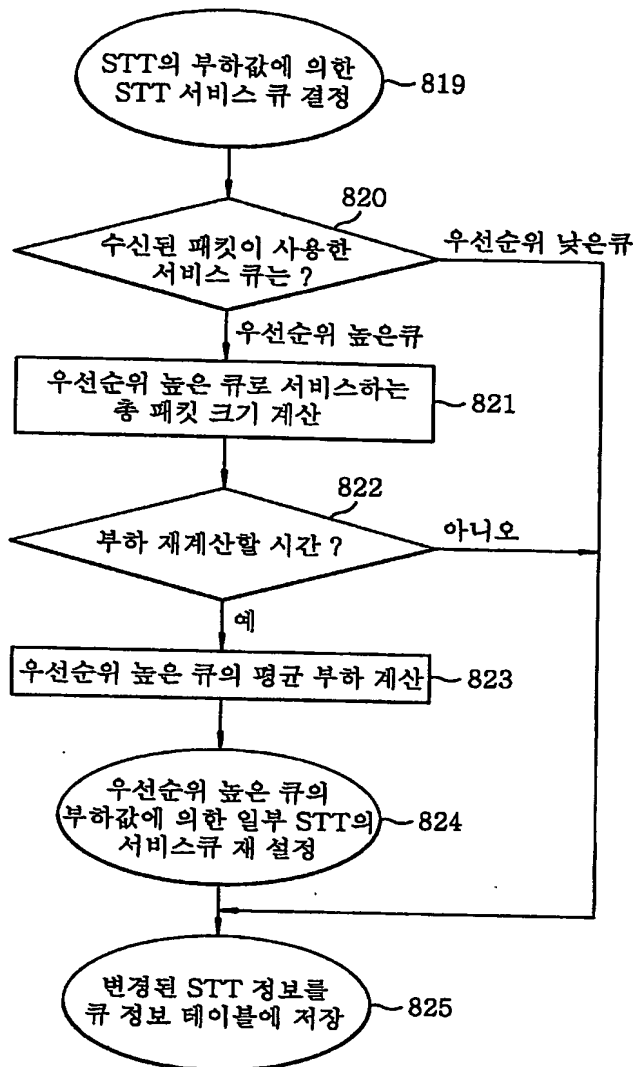 STT의 부하값에 의한
STT 서비스 큐 결정
819
820
수신된 패킷이 사용한
서비스 큐는 ?
우선순위 낮은큐
우선순위 높은큐
우선순위 높은 큐로 서비스하는
총 패킷 크기 계산
821
822
부하 재계산할 시간 ?
아니오
예
우선순위 높은 큐의 평균 부하 계산
823
우선순위 높은 큐의
부하값에 의한 일부 STT의
서비스큐 재 설정
824
변경된 STT 정보를
큐 정보 테이블에 저장
825